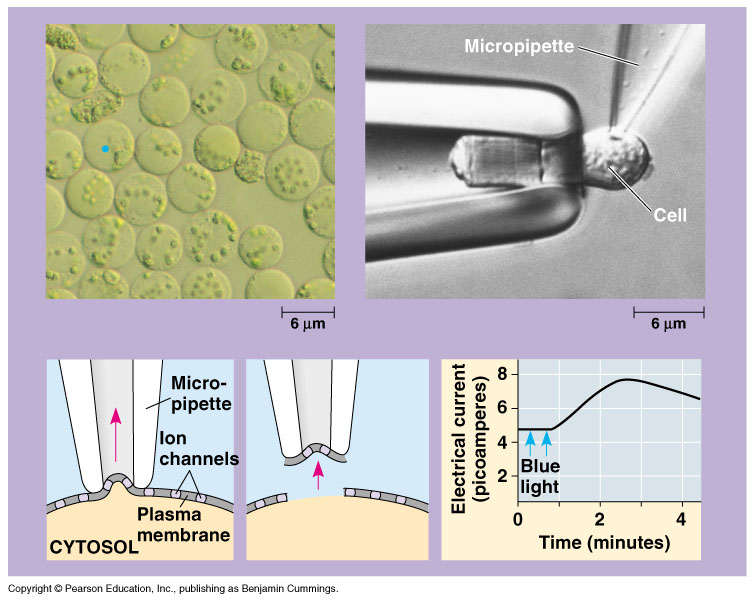 Micropipette
Cell
6 μm
6 μm
Micro-
pipette
Ion
channels
Plasma
membrane
CYTOSOL
Electrical current
(picoamperes)
8
6
4
2
Blue
light
0
2
4
Time (minutes)
Copyright © Pearson Education, Inc., publishing as Benjamin Cummings.